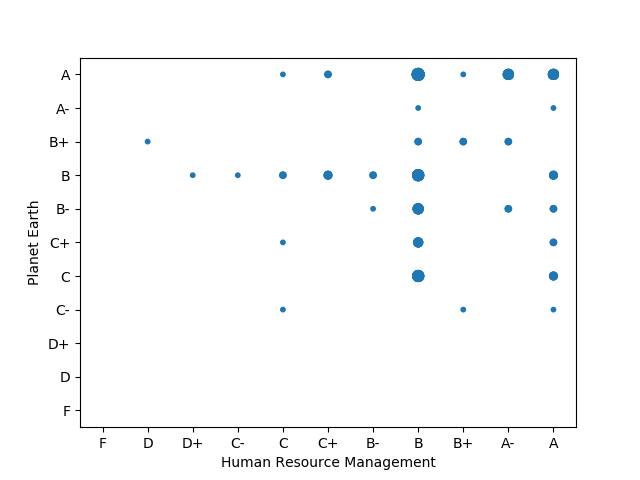 A
A-
B+
B
B-
C+
C
C-
D+
D
F
Planet Earth
F D D+ C- C C+ B- B B+ A- A
Human Resource Management